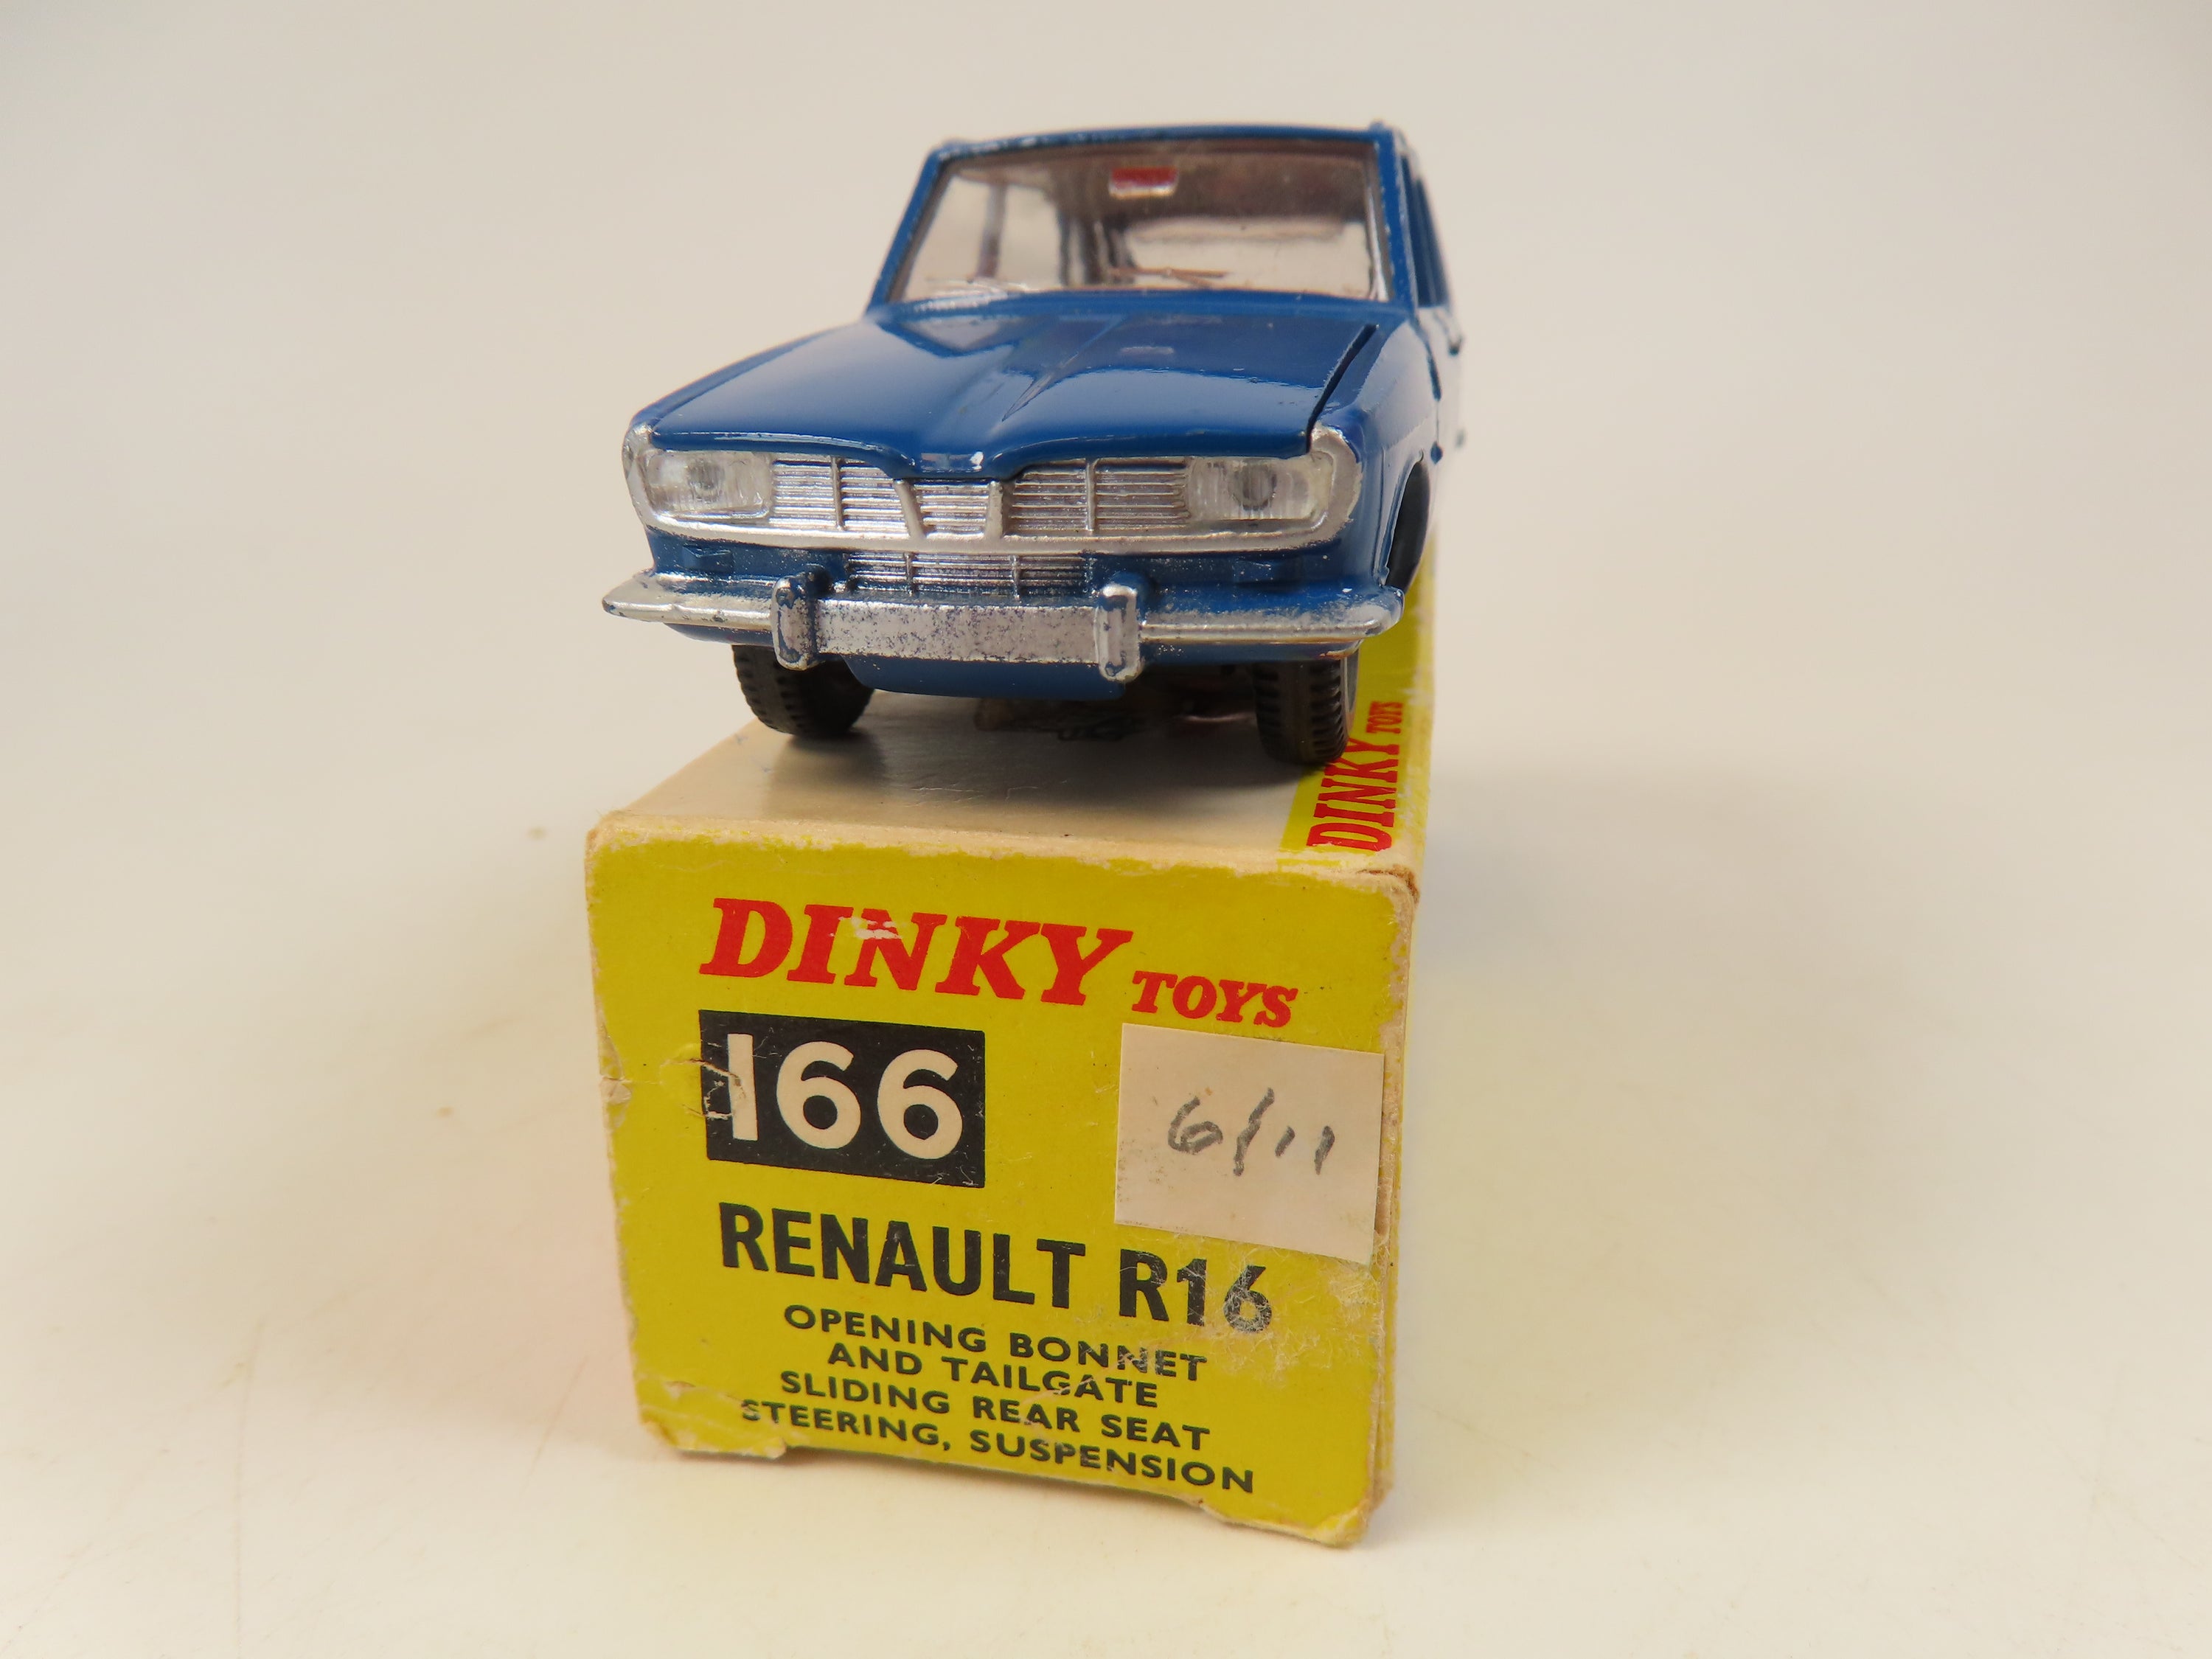 DINKY TOYS
DINKY TOYS
166
6/11
RENAULT R16
OPENING BONNET
AND TAILGATE
SLIDING REAR SEAT
STEERING, SUSPENSION